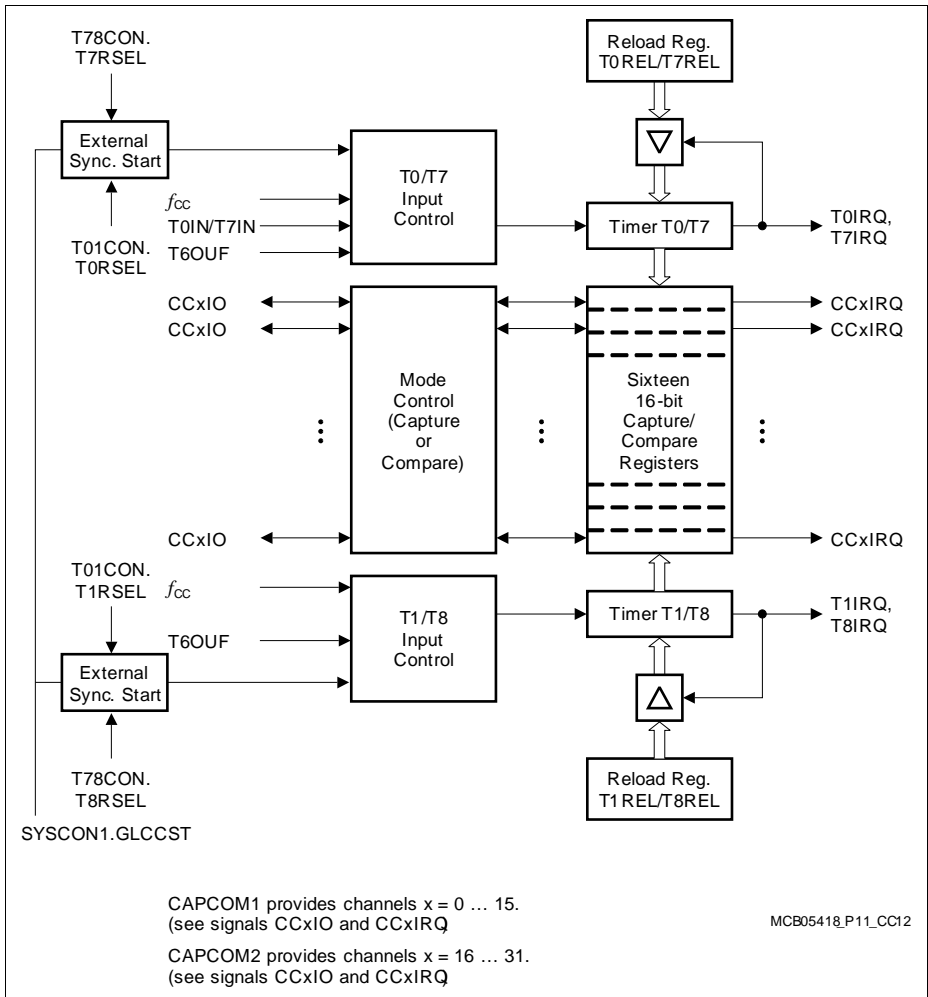 T78CON.
T7RSEL
Reload Reg.
T0REL/T7REL
External
Sync. Start
T0/T7
Input
Control
fCC
T0IN/T7IN
T6OUF
T01CON.
T0RSEL
Timer T0/T7
T0IRQ,
T7IRQ
CCxIO
CCxIO
CCxIRQ
CCxIRQ
Mode
Control
(Capture
or
Compare)
Sixteen
16-bit
Capture/
Compare
Registers
CCxIO
CCxIRQ
T01CON.
T1RSEL
fCC
T6OUF
T1/T8
Input
Control
Timer T1/T8
T1IRQ,
T8IRQ
External
Sync. Start
T78CON.
T8RSEL
Reload Reg.
T1REL/T8REL
SYSCON1.GLCCST
CAPCOM1 provides channels x = 0 … 15.
(see signals CCxIO and CCxIRQ)
CAPCOM2 provides channels x = 16 … 31.
(see signals CCxIO and CCxIRQ)
MCB05418_P11_CC12